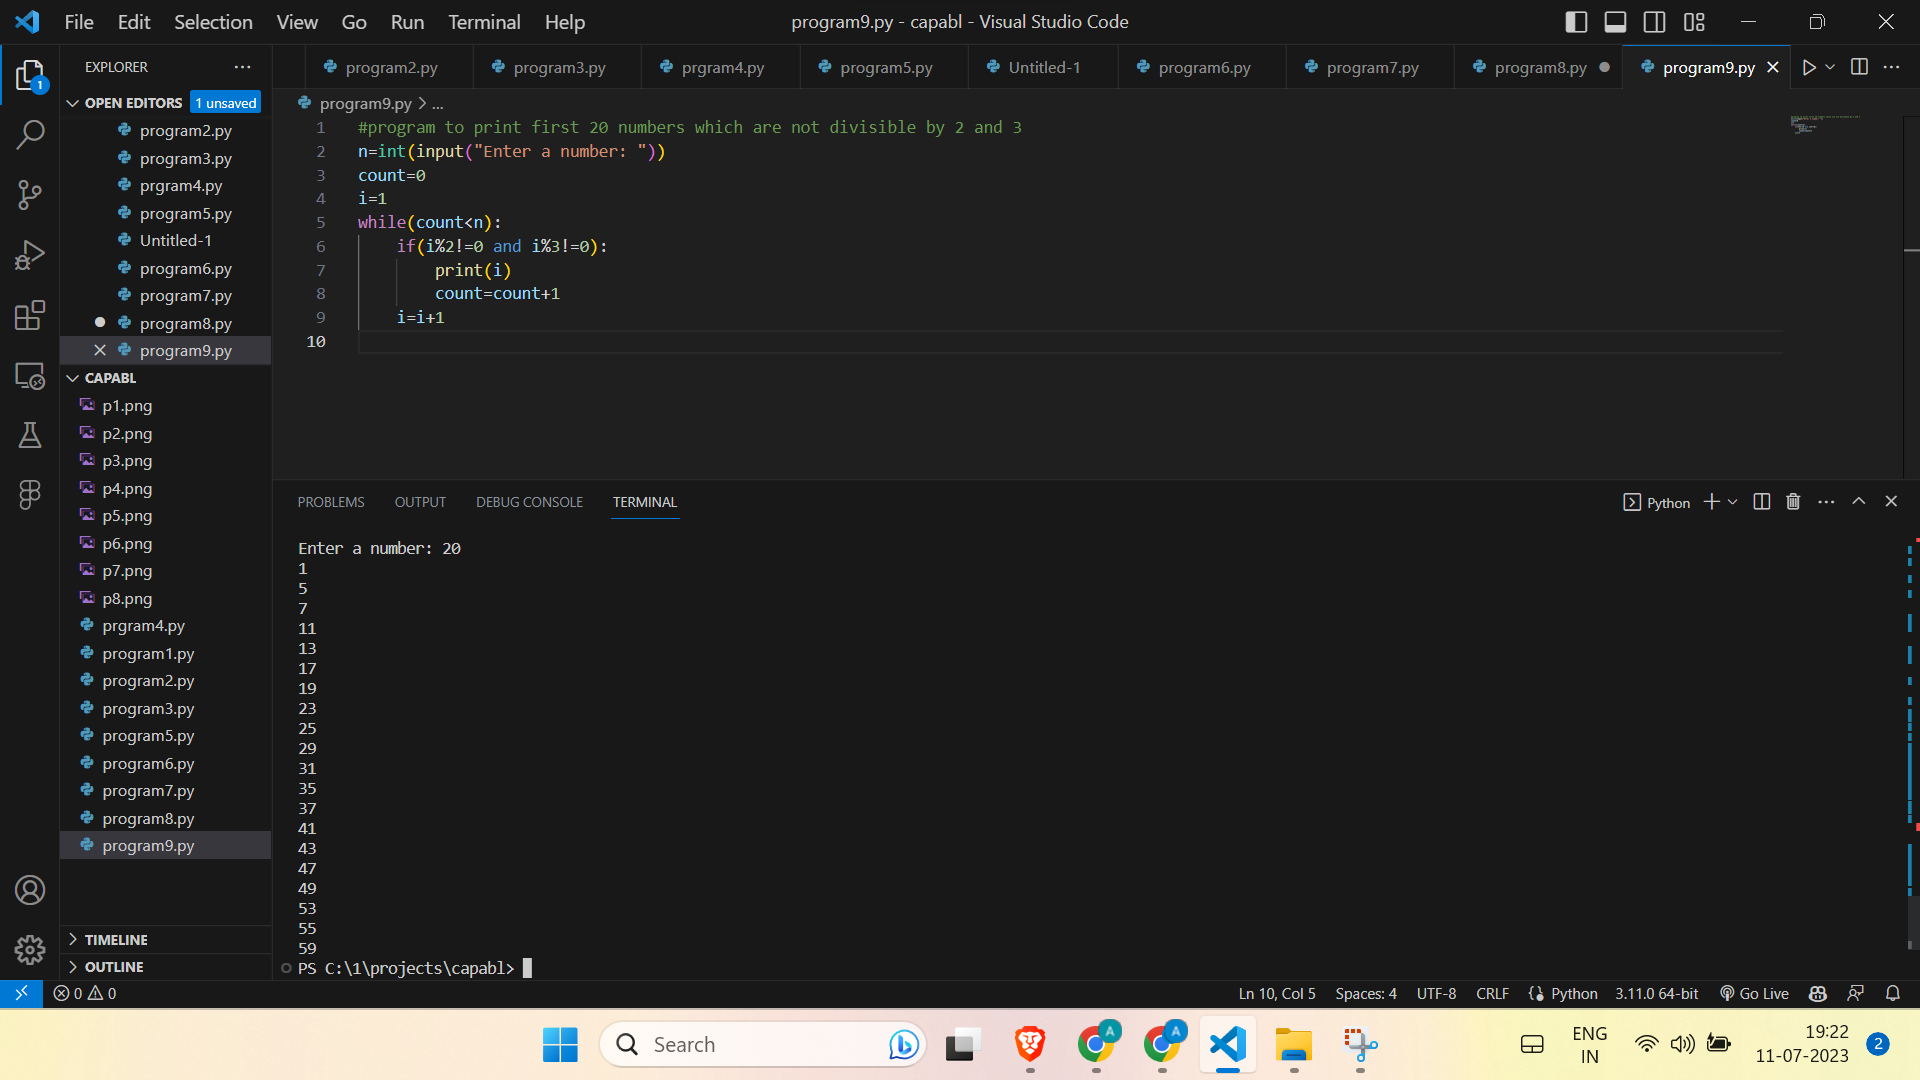 File Edit Selection View Go Run Terminal Help
program9.py - capabl - Visual Studio Code
EXPLORER
OPEN EDITORS 1 unsaved
program2.py
program3.py
prgram4.py
program5.py
Untitled-1
program6.py
program7.py
program8.py
program9.py
CAPABL
p1.png
p2.png
p3.png
p4.png
p5.png
p6.png
p7.png
p8.png
prgram4.py
program1.py
program2.py
program3.py
program5.py
program6.py
program7.py
program8.py
program9.py
TIMELINE
OUTLINE
program2.py program3.py prgram4.py program5.py Untitled-1 program6.py program7.py program8.py program9.py
program9.py > ...
1 #program to print first 20 numbers which are not divisible by 2 and 3
2 n=int(input("Enter a number: "))
3 count=0
4 i=1
5 while(count<n):
6 if(i%2!=0 and i%3!=0):
7 print(i)
8 count=count+1
9 i=i+1
10
PROBLEMS OUTPUT DEBUG CONSOLE TERMINAL
Python
Enter a number: 20
1
5
7
11
13
17
19
23
25
29
31
35
37
41
43
47
49
53
55
59
PS C:\1\projects\capabl>
1
0 0
Ln 10, Col 5 Spaces: 4 UTF-8 CRLF Python 3.11.0 64-bit Go Live
Search
A A
ENG
IN
19:22
11-07-2023
2